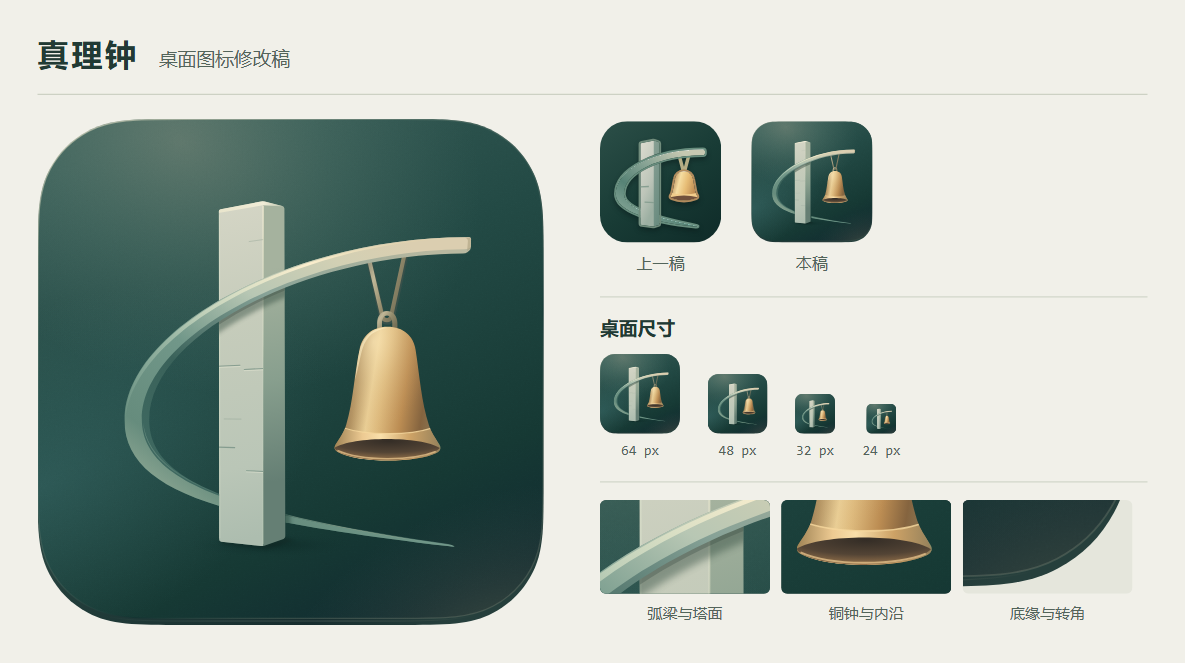 真理钟 桌面图标修改稿
上一稿 本稿
桌面尺寸
64 px 48 px 32 px 24 px
弧梁与塔面 铜钟与内沿 底缘与转角